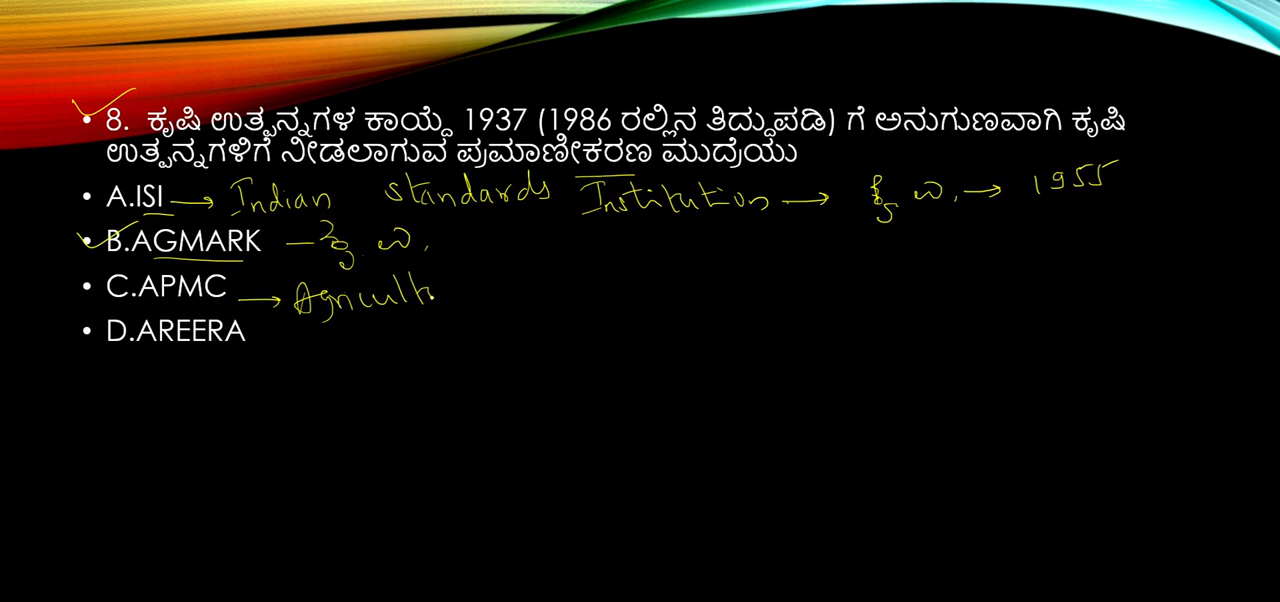 • 8. ಕೃಷಿ ಉತ್ಪನ್ನಗಳ ಕಾಯ್ದೆ 1937 (1986 ರಲ್ಲಿನ ತಿದ್ದುಪಡಿ) ಗೆ ಅನುಗುಣವಾಗಿ ಕೃಷಿ
ಉತ್ಪನ್ನಗಳಿಗೆ ನೀಡಲಾಗುವ ಪ್ರಮಾಣೀಕರಣ ಮುದ್ರೆಯು
• A.ISI → Indian standards Institution → → 1955
• B.AGMARK –
• C.APMC → Agricult
• D.AREERA